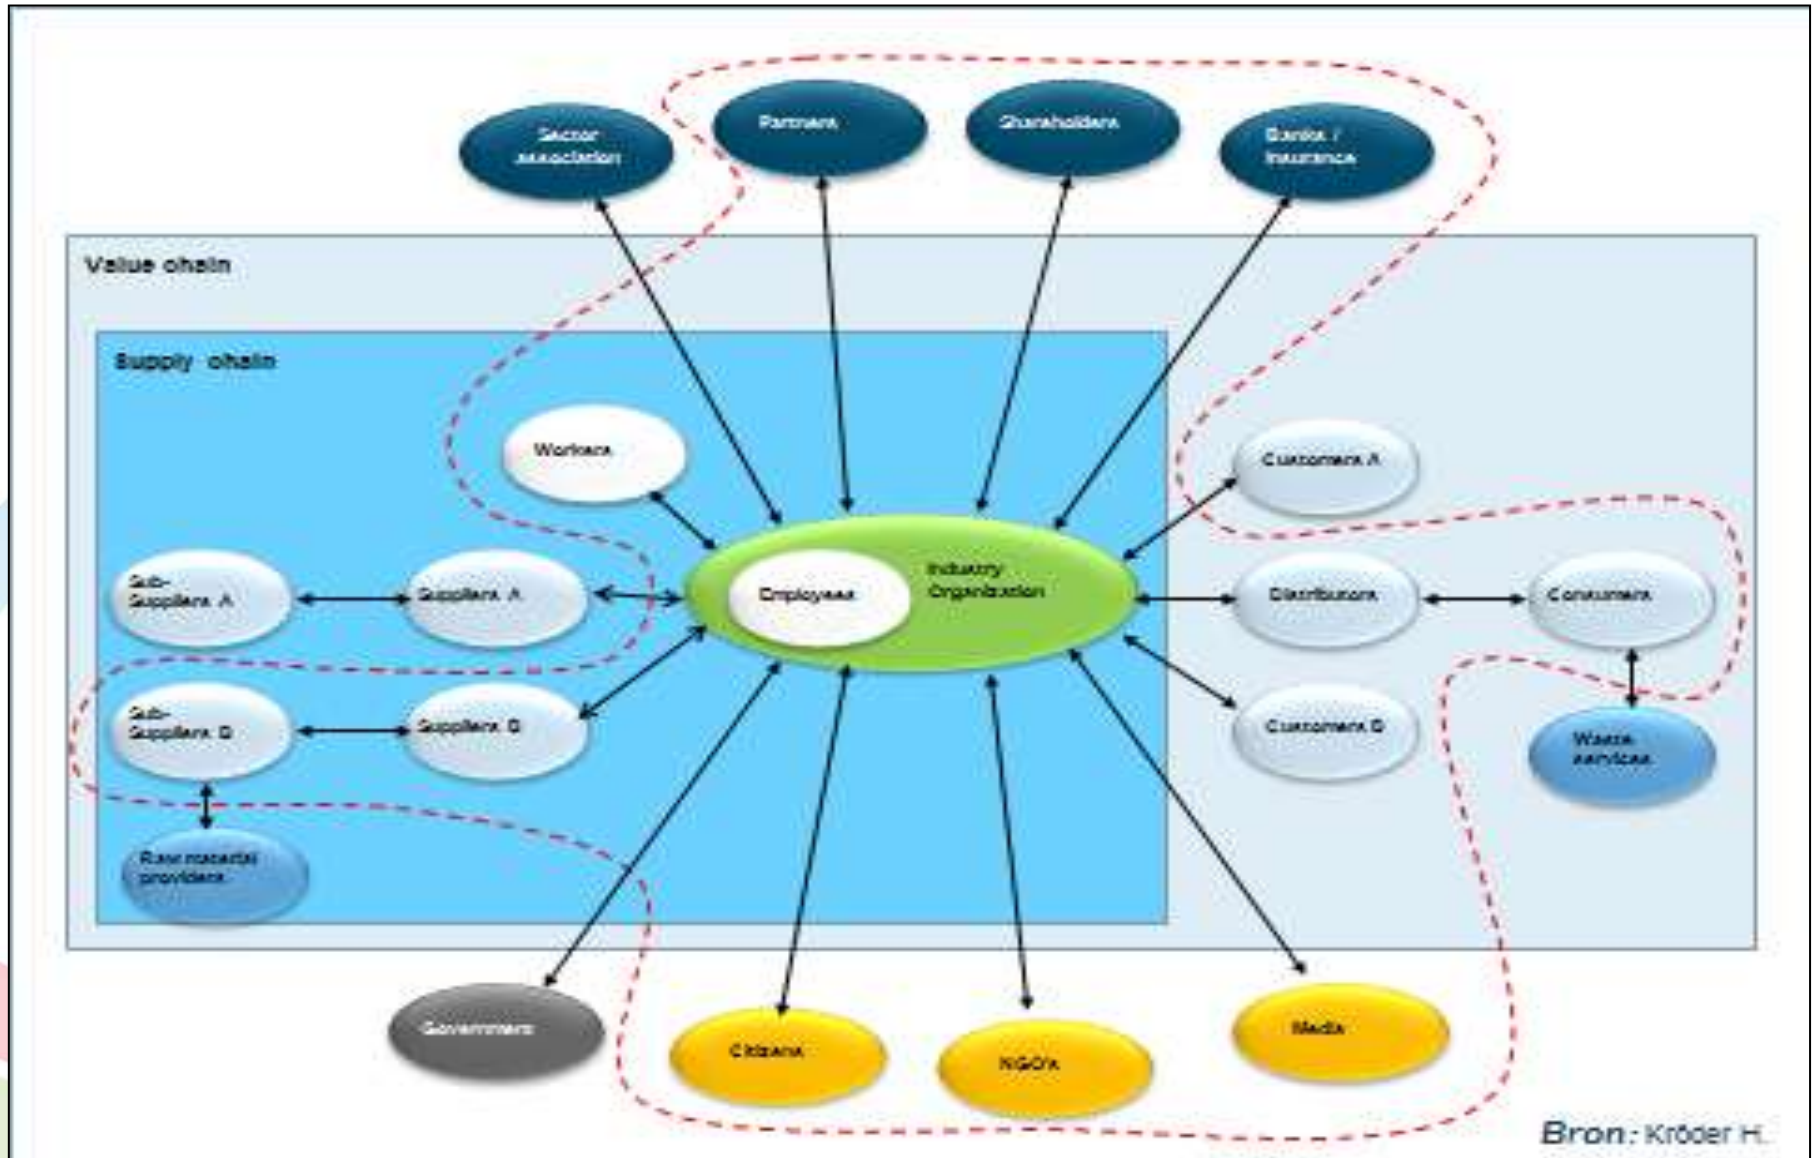 Sector
association
Partners
Shareholders
Banks /
Insurance
Value chain
Supply chain
Workers
Customers A
Sub-
Suppliers A
Suppliers A
Employees
Industry
Organization
Distributors
Consumers
Sub-
Suppliers B
Suppliers B
Customers B
Waste
services
Raw material
providers
Government
Citizens
NGO's
Media
Bron: Kröder H.